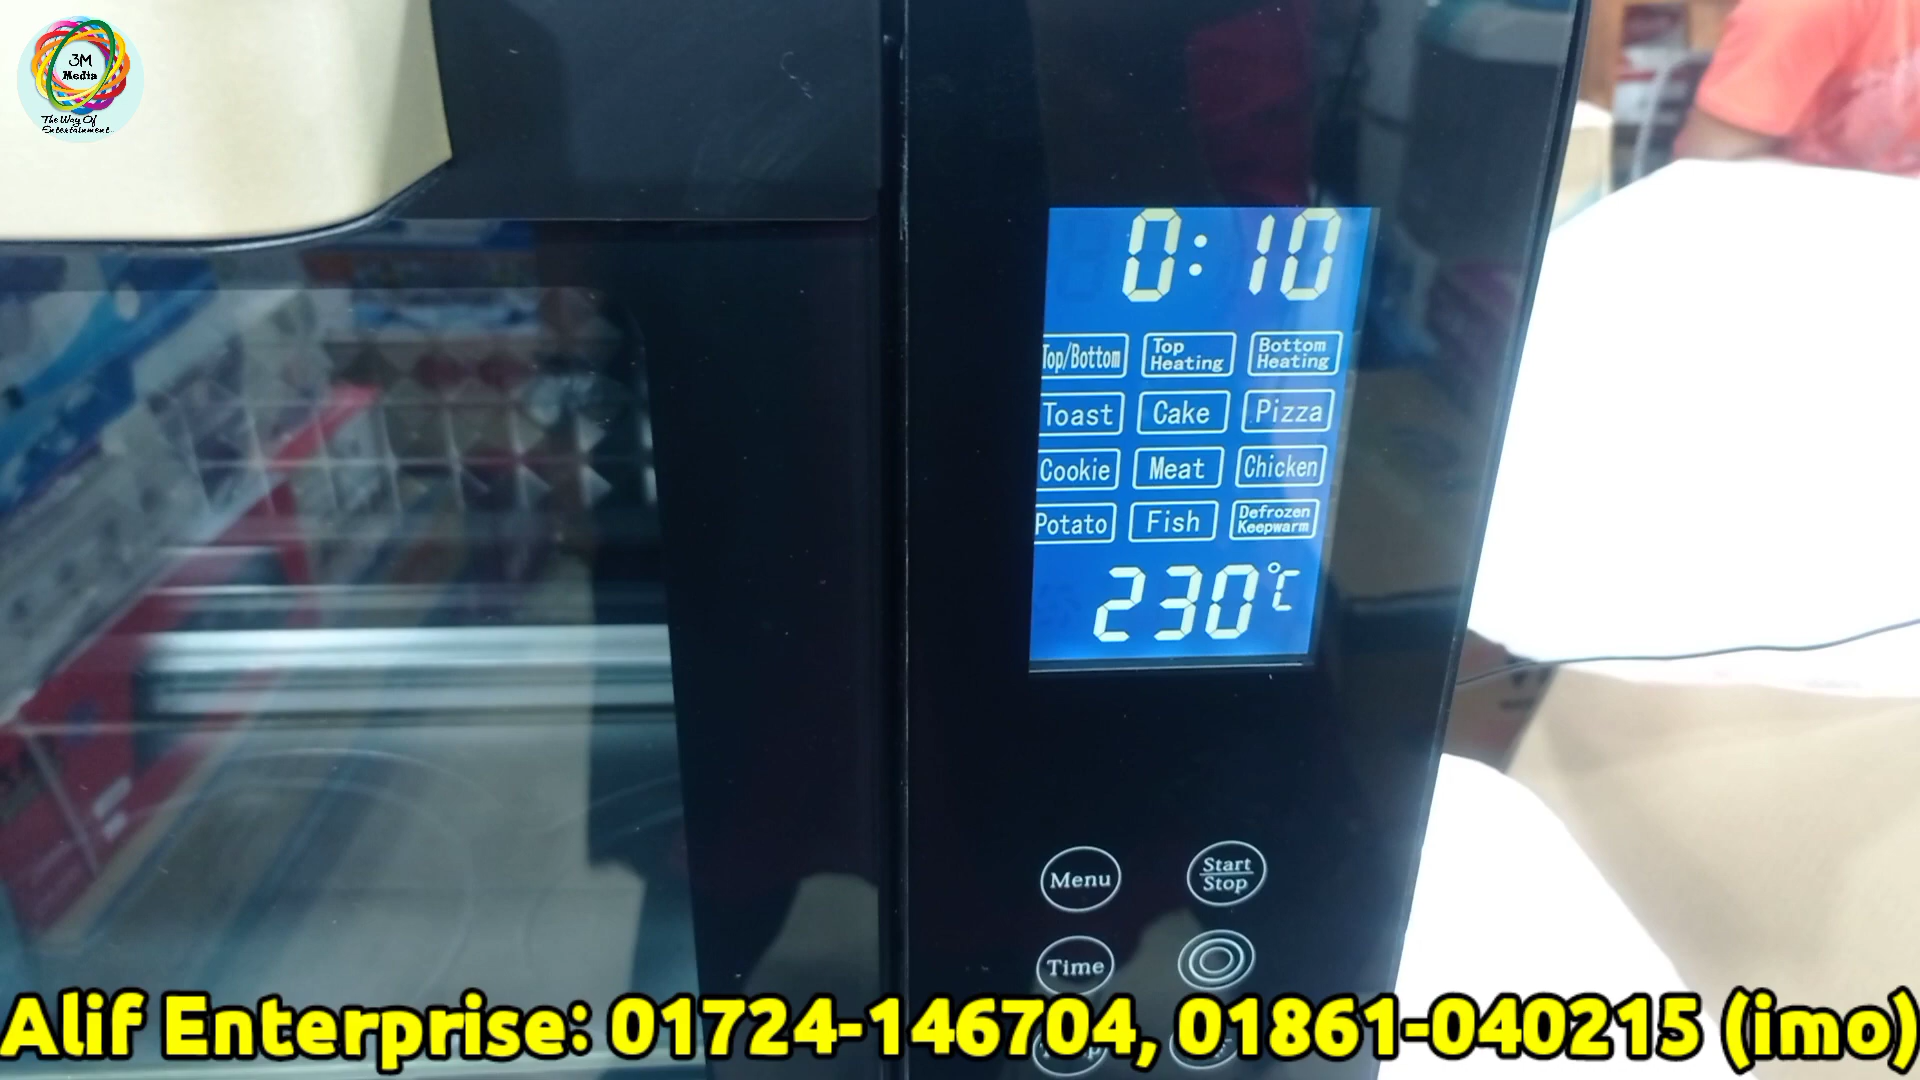 3M
Media
The Way Of
Entertainment..
0:10
Top/Bottom
Top
Heating
Bottom
Heating
Toast
Cake
Pizza
Cookie
Meat
Chicken
Potato
Fish
Defrozen
Keepwarm
230°C
Menu
Start
Stop
Time
Alif Enterprise: 01724-146704, 01861-040215 (imo)